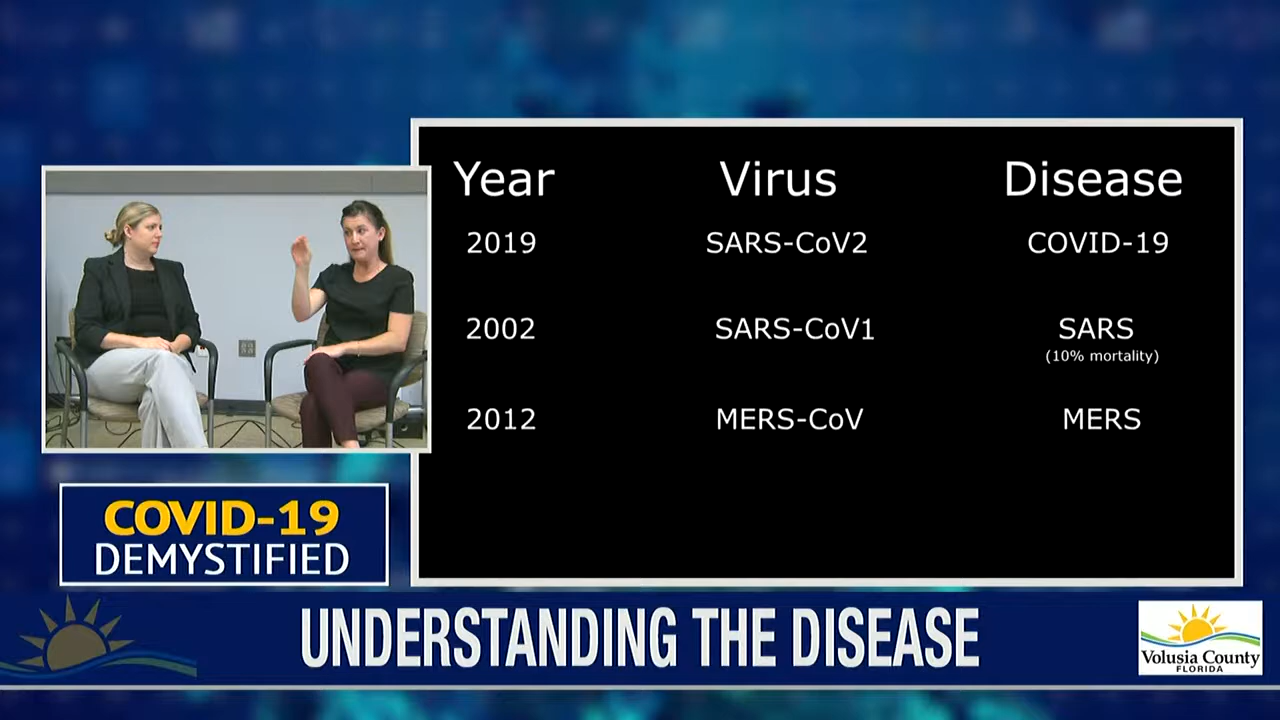 Year Virus Disease
2019 SARS-CoV2 COVID-19
2002 SARS-CoV1 SARS
(10% mortality)
2012 MERS-CoV MERS
COVID-19
DEMYSTIFIED
UNDERSTANDING THE DISEASE
Volusia County
FLORIDA